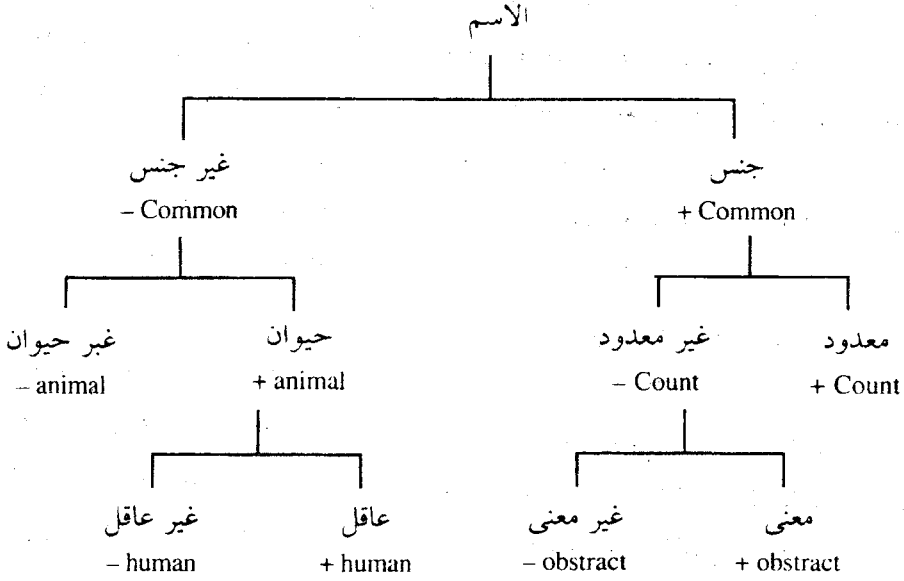 الاسم
جنس
+ Common
غير جنس
– Common
معدود
+ Count
غير معدود
– Count
حيوان
+ animal
غبر حيوان
– animal
معنى
+ obstract
غير معنى
– obstract
عاقل
+ human
غير عاقل
– human